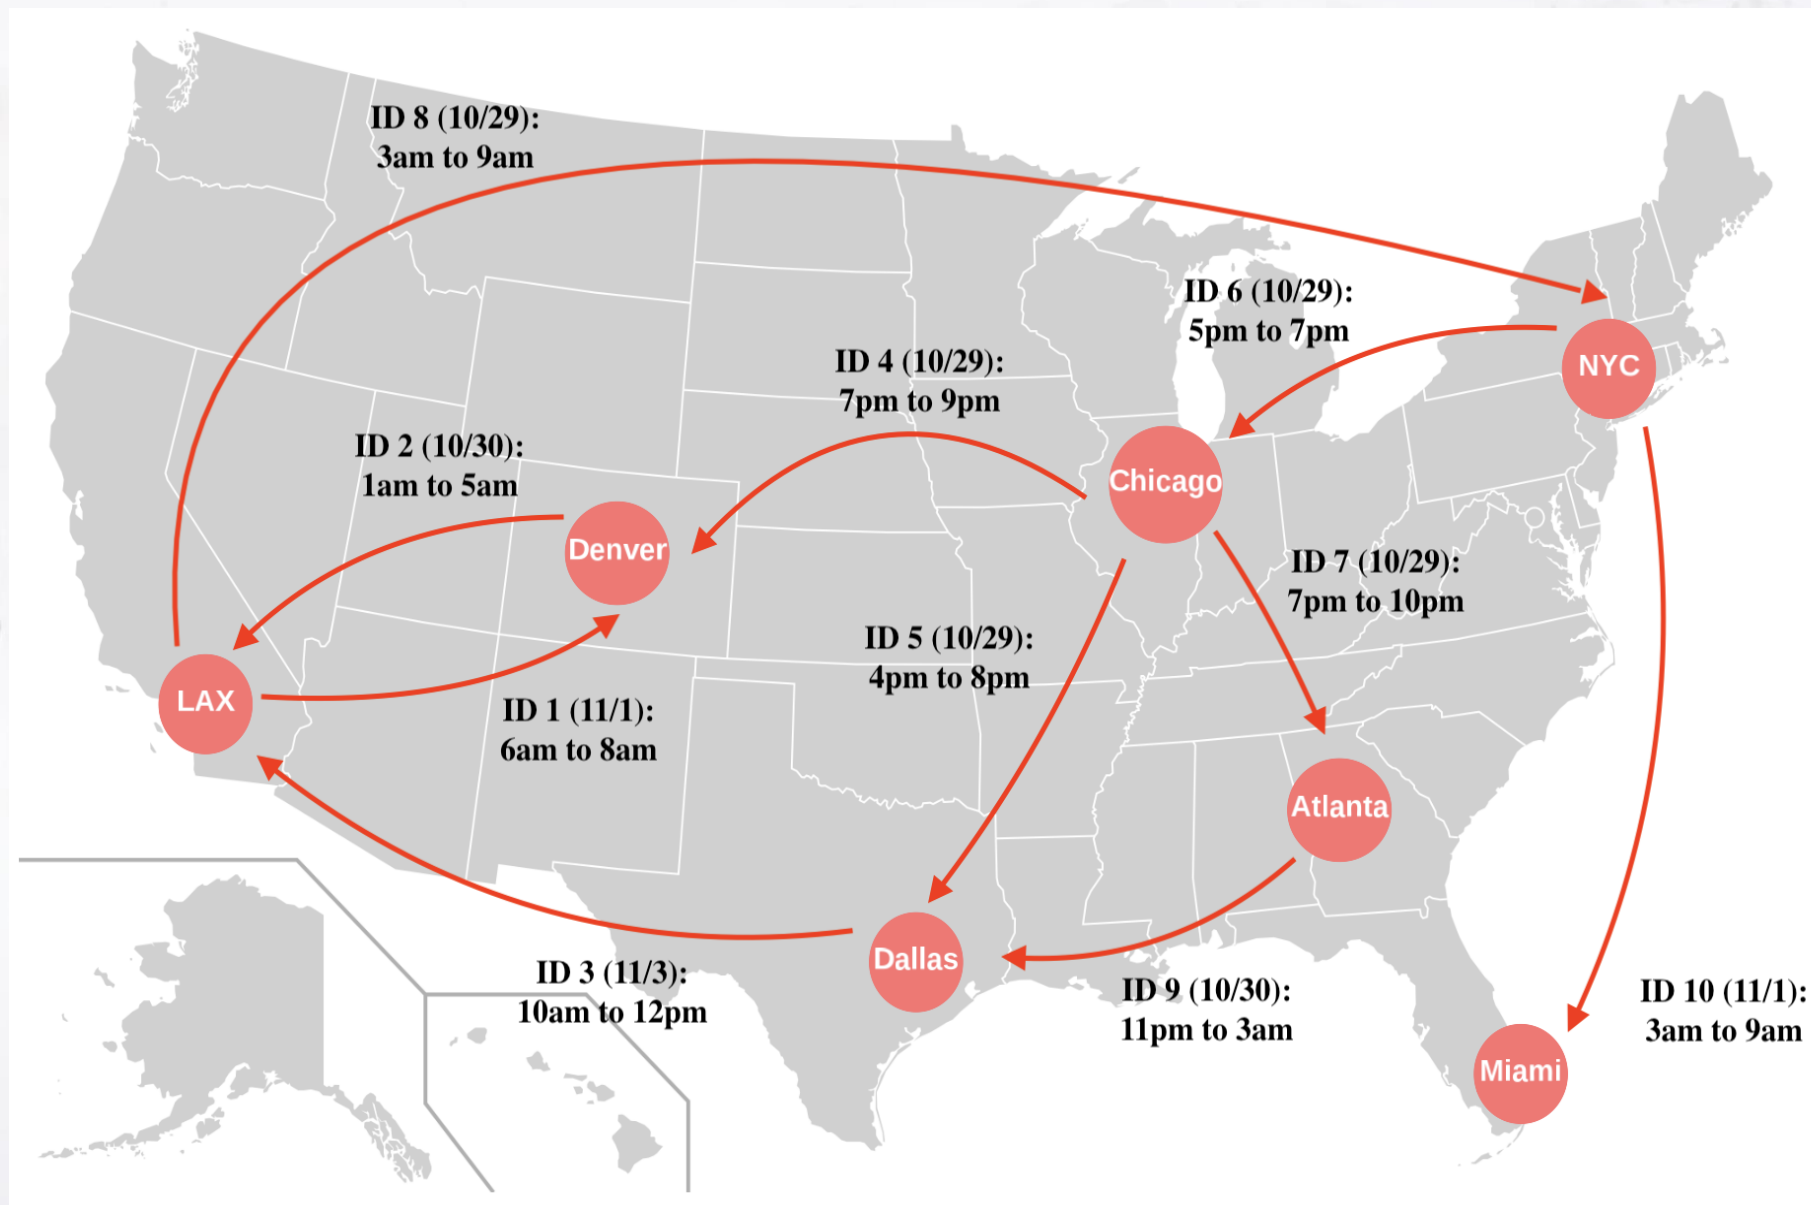 ID 8 (10/29):
3am to 9am
ID 6 (10/29):
5pm to 7pm
NYC
ID 4 (10/29):
7pm to 9pm
ID 2 (10/30):
1am to 5am
Chicago
Denver
ID 7 (10/29):
7pm to 10pm
ID 5 (10/29):
4pm to 8pm
LAX
ID 1 (11/1):
6am to 8am
Atlanta
Dallas
ID 3 (11/3):
10am to 12pm
ID 9 (10/30):
11pm to 3am
ID 10 (11/1):
3am to 9am
Miami